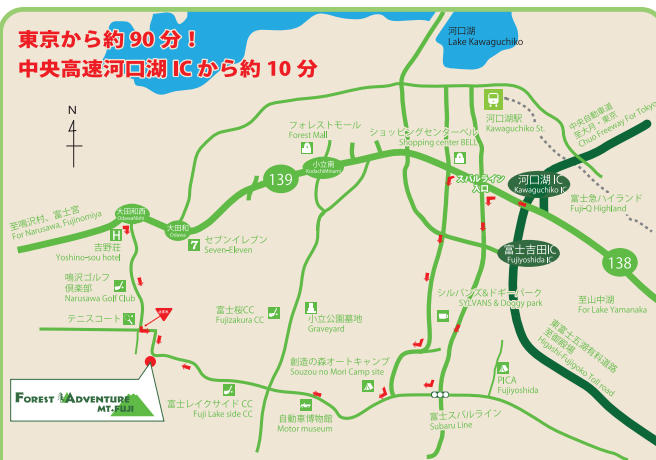 東京から約 90 分！
中央高速河口湖 IC から約 10 分
河口湖
Lake Kawaguchiko
N
フォレストモール
Forest Mall
ショッピングセンターベル
Shopping center BELL
河口湖駅
Kawaguchiko St.
中央自動車道
至大月・東京
Chuo Freeway For Tokyo
139
小立南
KodachiMinami
スバルライン
入口
河口湖 IC
Kawaguchiko IC
富士急ハイランド
Fuji-Q Highland
至鳴沢村、富士宮
For Narusawa, Fujinomiya
大田和西
OdawaNishi
大田和
Odawa
H
吉野荘
Yoshino-sou hotel
7
セブンイレブン
Seven-Eleven
富士吉田 IC
Fujiyoshida IC
138
至山中湖
For Lake Yamanaka
鳴沢ゴルフ
倶楽部
Narusawa Golf Club
テニスコート
富士桜CC
Fujizakura CC
小立公園墓地
Graveyard
シルバンズ&ドギーパーク
SYLVANS & Doggy park
東富士五湖有料道路
至御殿場
Higashi-Fujigoko Toll road
創造の森オートキャンプ
Souzou no Mori Camp site
PICA
Fujiyoshida
FOREST ADVENTURE
MT-FUJI
富士レイクサイド CC
Fuji Lake side CC
自動車博物館
Motor museum
富士スバルライン
Subaru Line